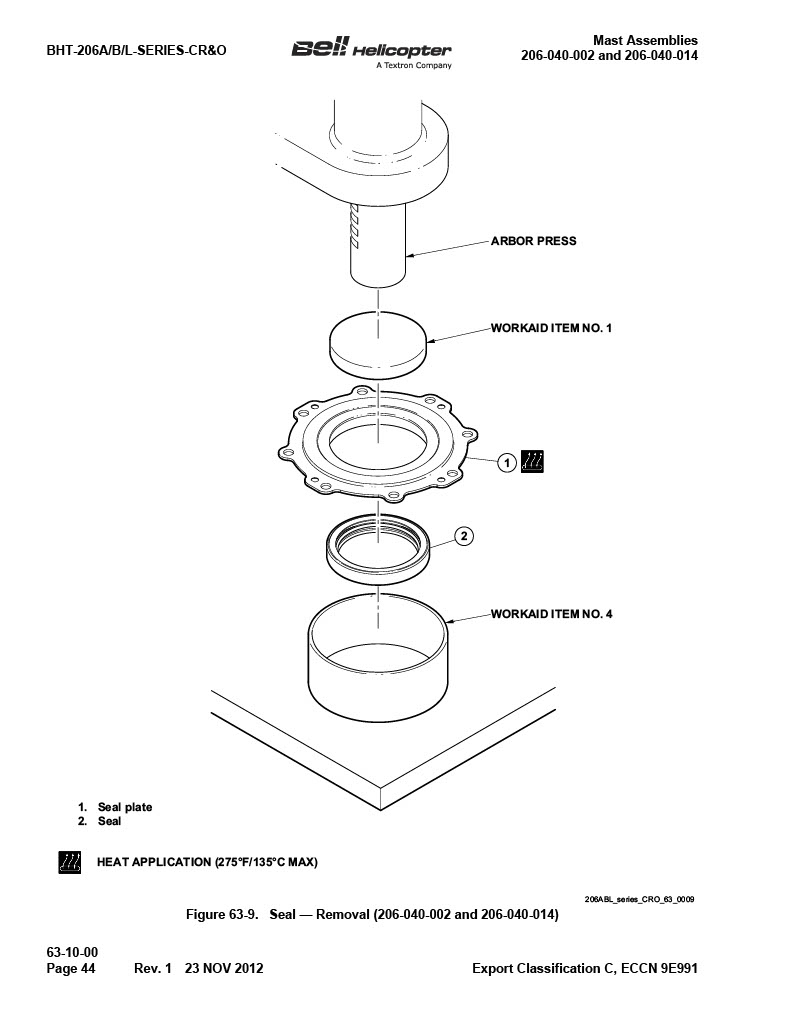 BHT-206A/B/L-SERIES-CR&O
Bell Helicopter
A Textron Company
Mast Assemblies
206-040-002 and 206-040-014
ARBOR PRESS
WORKAID ITEM NO. 1
1
2
WORKAID ITEM NO. 4
1. Seal plate
2. Seal
HEAT APPLICATION (275°F/135°C MAX)
206ABL_series_CRO_63_0009
Figure 63-9. Seal — Removal (206-040-002 and 206-040-014)
63-10-00
Page 44 Rev. 1 23 NOV 2012 Export Classification C, ECCN 9E991